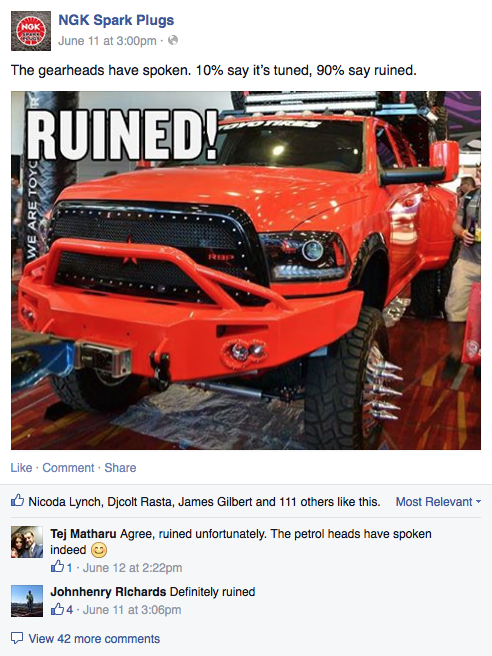 NGK
SPARK PLUGS
NGK Spark Plugs
June 11 at 3:00pm ·
The gearheads have spoken. 10% say it's tuned, 90% say ruined.
RUINED!
TOYO TIRES
WE ARE TOYO
RBP
Like · Comment · Share
Nicoda Lynch, Djcolt Rasta, James Gilbert and 111 others like this. Most Relevant
Tej Matharu Agree, ruined unfortunately. The petrol heads have spoken
indeed
1 · June 12 at 2:22pm
Johnhenry RIchards Definitely ruined
4 · June 11 at 3:06pm
View 42 more comments